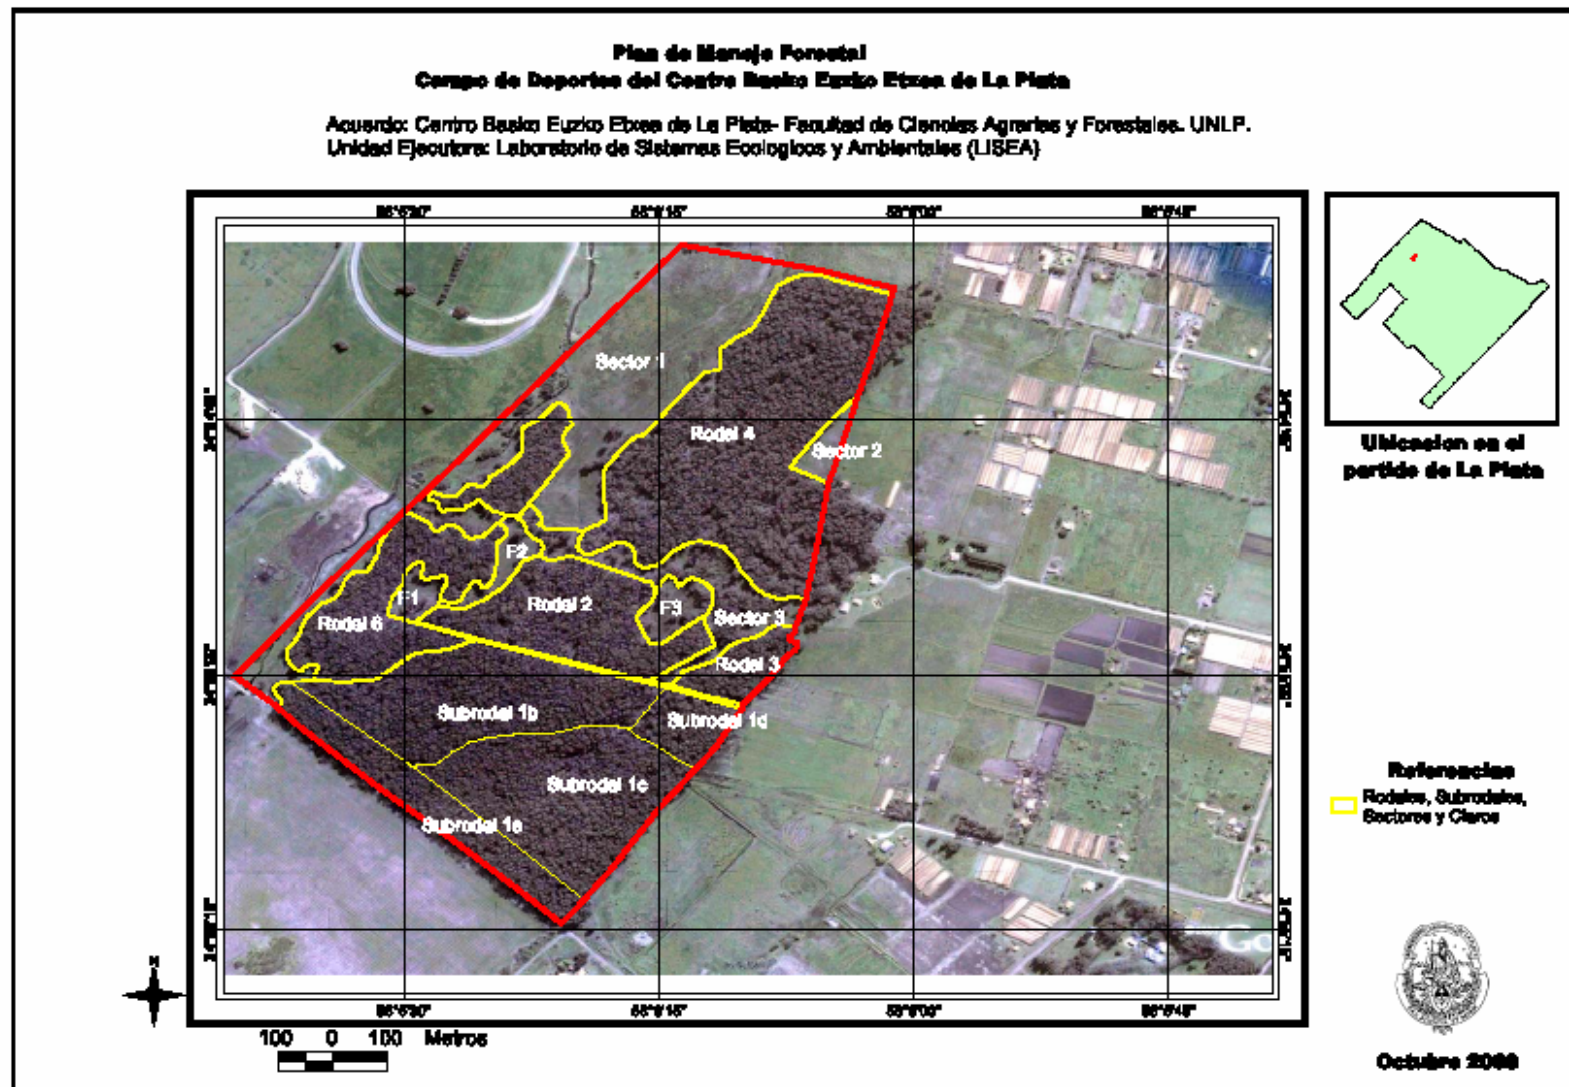 Plan de Manejo Forestal
Campo de Deportes del Centro Basko Euzko Etxea de La Plata
Acuerdo: Centro Basko Euzko Etxea de La Plata- Facultad de Ciencias Agrarias y Forestales. UNLP.
Unidad Ejecutora: Laboratorio de Sistemas Ecologicos y Ambientales (LISEA)
Sector 1
Rodal 4
Sector 2
F2
F1
Rodal 2
F3
Rodal 6
Sector 3
Rodal 3
Subrodal 1b
Subrodal 1d
Subrodal 1c
Subrodal 1a
Go
Ubicacion en el
partido de La Plata
Referencias
Rodales, Subrodales,
Sectores y Claros
N
100 0 100 Metros
Octubre